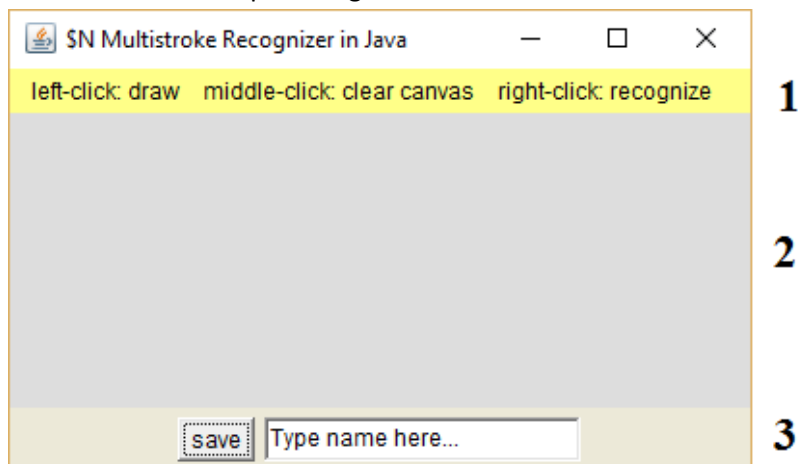 $N Multistroke Recognizer in Java
left-click: draw middle-click: clear canvas right-click: recognize 1
2
save Type name here... 3